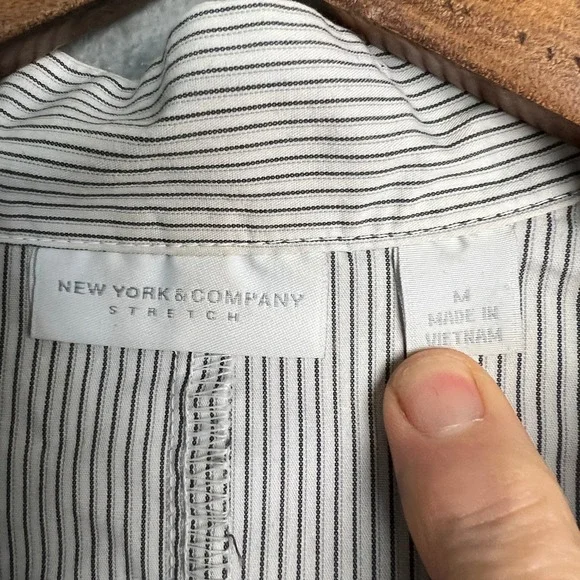 NEW YORK & COMPANY
STRETCH
M
MADE IN
VIETNAM